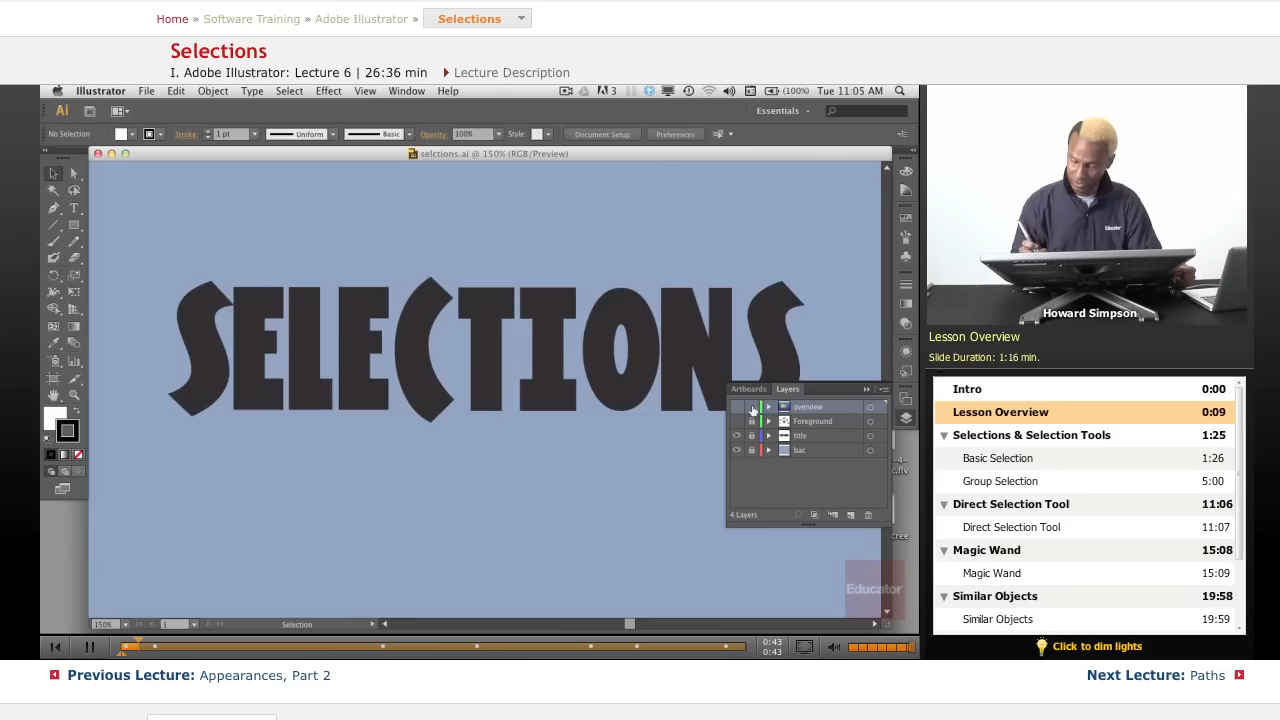 Home » Software Training » Adobe Illustrator » Selections
Selections
I. Adobe Illustrator: Lecture 6 | 26:36 min Lecture Description
Illustrator File Edit Object Type Select Effect View Window Help 3 (100%) Tue 11:05 AM
Ai Essentials
No Selection Stroke: 1 pt Uniform Basic Opacity: 100% Style: Document Setup Preferences
selctions.ai @ 150% (RGB/Preview)
SELECTIONS
Artboards Layers
overview
Foreground
title
bac
4 Layers
Educator
150% 1 Selection
0:43
0:43
Educator
Howard Simpson
Lesson Overview
Slide Duration: 1:16 min.
Intro 0:00
Lesson Overview 0:09
Selections & Selection Tools 1:25
Basic Selection 1:26
Group Selection 5:00
Direct Selection Tool 11:06
Direct Selection Tool 11:07
Magic Wand 15:08
Magic Wand 15:09
Similar Objects 19:58
Similar Objects 19:59
Click to dim lights
Previous Lecture: Appearances, Part 2
Next Lecture: Paths